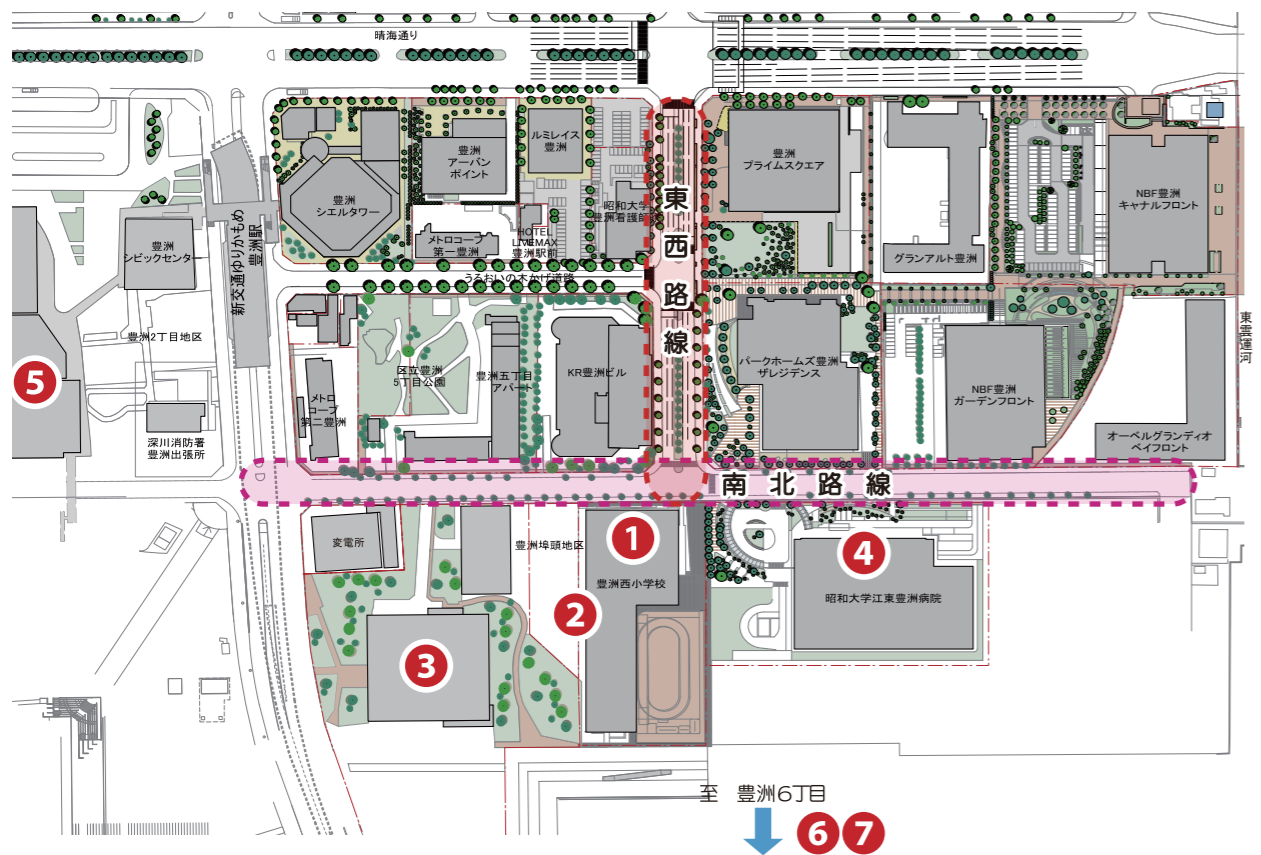 晴海通り
ルミレイス
豊洲
豊洲
アーバン
ポイント
豊洲
プライムスクエア
豊洲
シエルタワー
昭和大学
豊洲看護師
NBF豊洲
キャナルフロント
東西路線
メトロコープ
第一豊洲
HOTEL
LIVEMAX
豊洲駅前
グランアルト豊洲
豊洲
シビックセンター
新交通ゆりかもめ
豊洲駅
うるおいの木かげ道路
豊洲2丁目地区
東雲運河
区立豊洲
5丁目公園
豊洲五丁目
アパート
KR豊洲ビル
パークホームズ豊洲
ザレジデンス
NBF豊洲
ガーデンフロント
5
メトロ
コープ
第二豊洲
深川消防署
豊洲出張所
オーベルグランディオ
ベイフロント
南北路線
変電所
豊洲埠頭地区
1
豊洲西小学校
4
昭和大学江東豊洲病院
2
3
至 豊洲6丁目
6 7